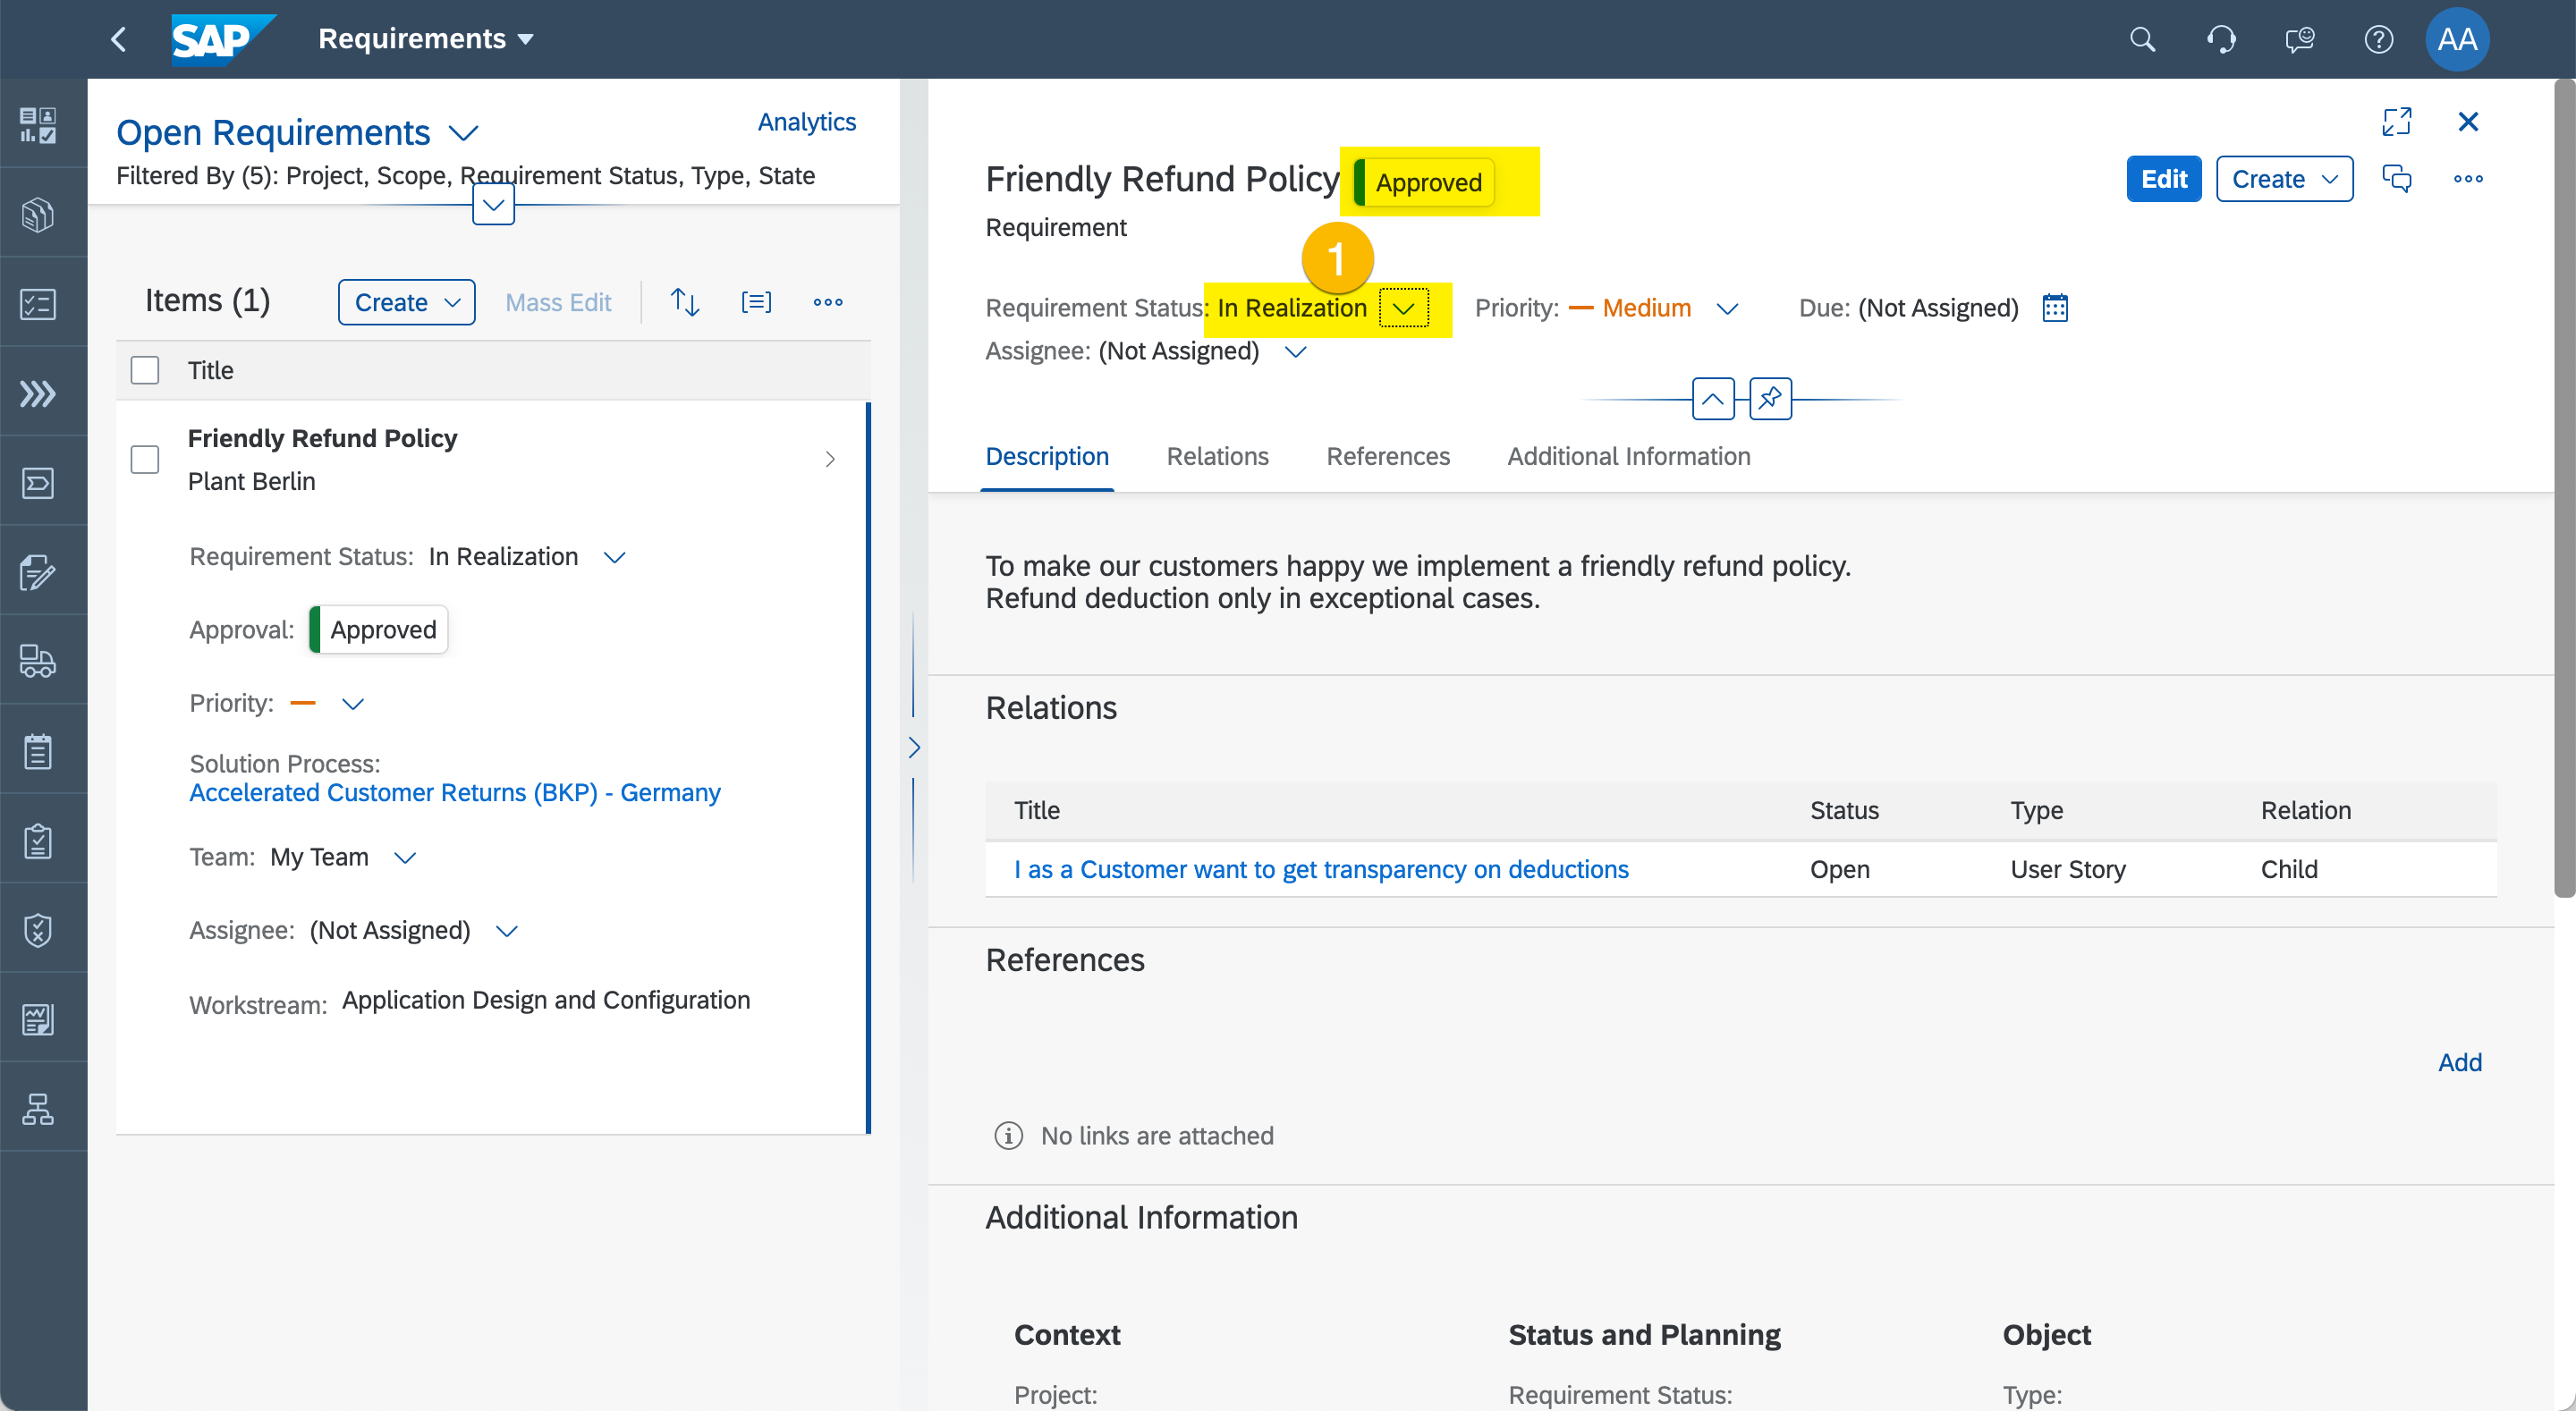 SAP
Requirements
AA
Open Requirements
Analytics
Filtered By (5): Project, Scope, Requirement Status, Type, State
Items (1)
Create
Mass Edit
Title
Friendly Refund Policy
Plant Berlin
Requirement Status: In Realization
Approval: Approved
Priority:
Solution Process:
Accelerated Customer Returns (BKP) - Germany
Team: My Team
Assignee: (Not Assigned)
Workstream: Application Design and Configuration
Friendly Refund Policy Approved
Edit
Create
Requirement
1
Requirement Status: In Realization
Priority: Medium
Due: (Not Assigned)
Assignee: (Not Assigned)
Description
Relations
References
Additional Information
To make our customers happy we implement a friendly refund policy.
Refund deduction only in exceptional cases.
Relations
Title Status Type Relation
I as a Customer want to get transparency on deductions Open User Story Child
References
Add
No links are attached
Additional Information
Context Status and Planning Object
Project: Requirement Status: Type: